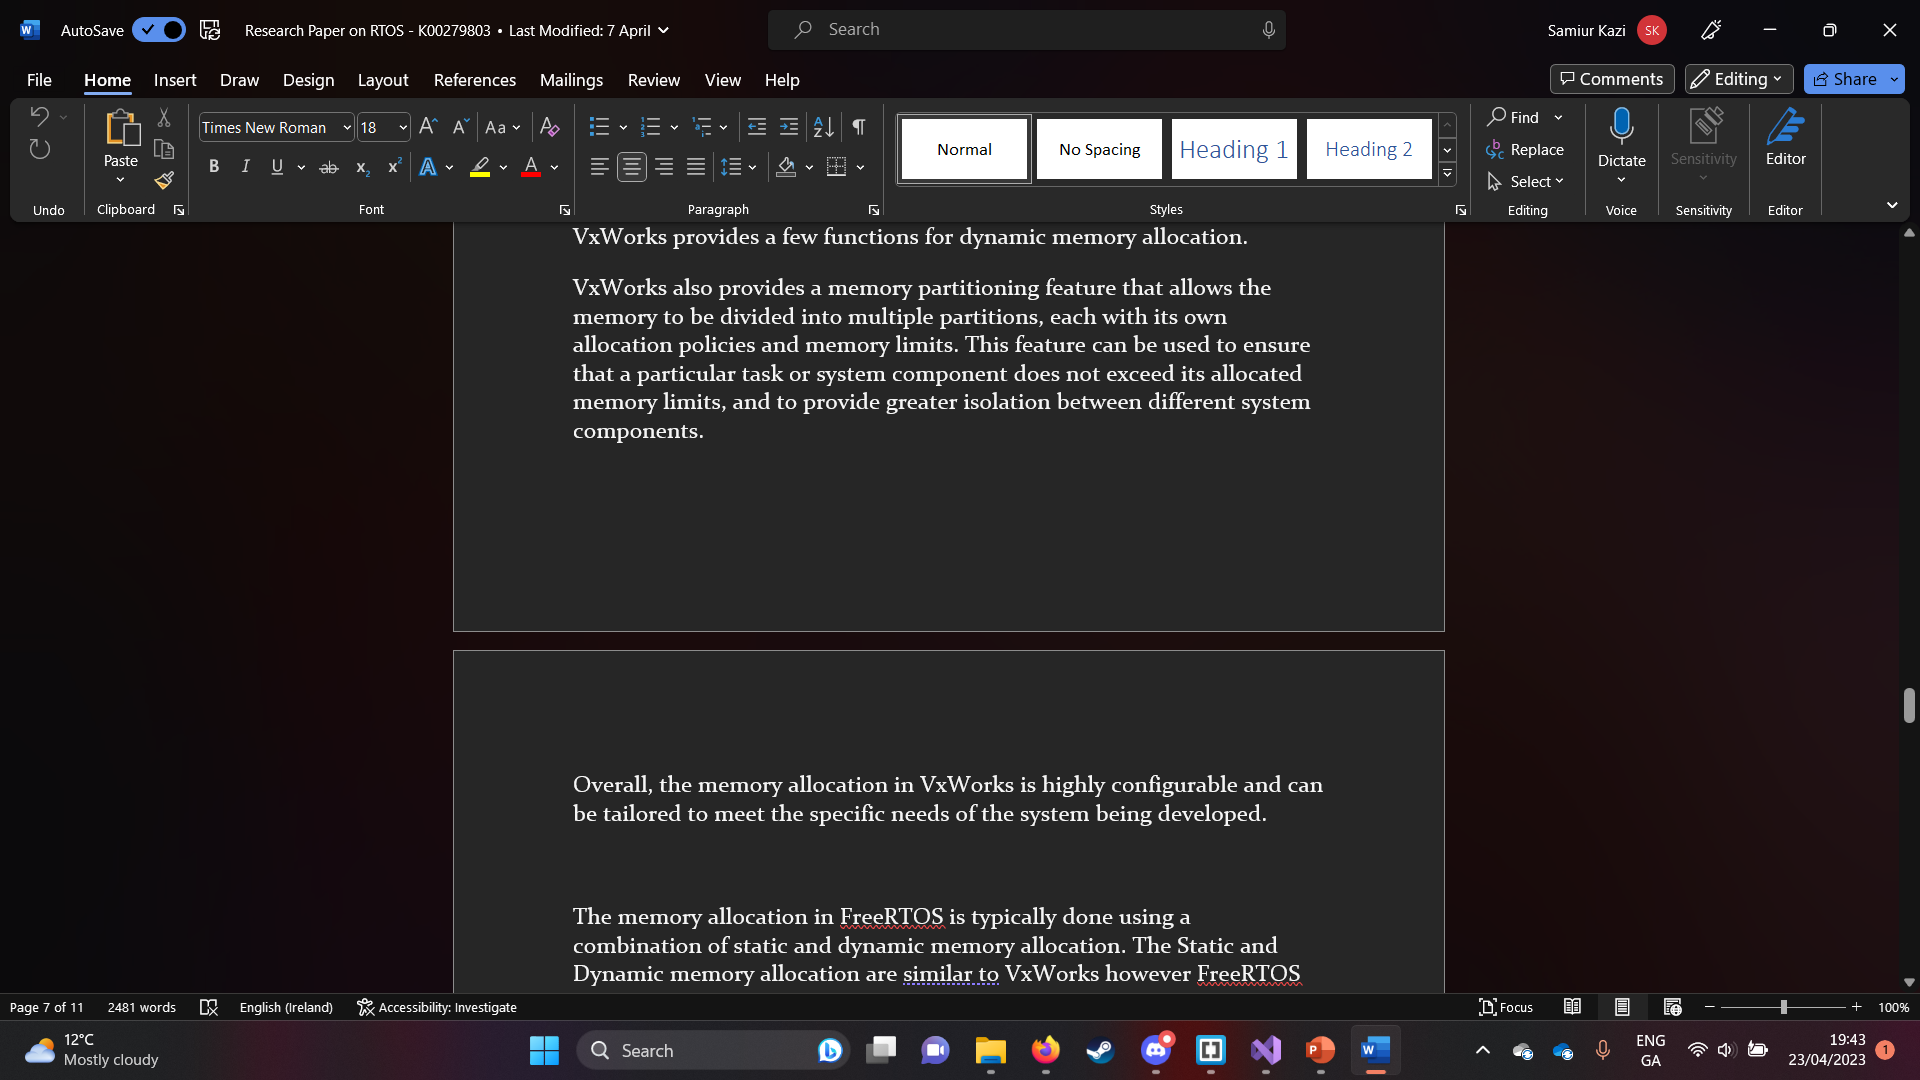 AutoSave
Research Paper on RTOS - K00279803 • Last Modified: 7 April
Search
Samiur Kazi
SK
File
Home
Insert
Draw
Design
Layout
References
Mailings
Review
View
Help
Comments
Editing
Share
Undo
Paste
Clipboard
Times New Roman
18
Font
Paragraph
Normal
No Spacing
Heading 1
Heading 2
Styles
Find
Replace
Select
Editing
Dictate
Voice
Sensitivity
Sensitivity
Editor
Editor
VxWorks provides a few functions for dynamic memory allocation.
VxWorks also provides a memory partitioning feature that allows the
memory to be divided into multiple partitions, each with its own
allocation policies and memory limits. This feature can be used to ensure
that a particular task or system component does not exceed its allocated
memory limits, and to provide greater isolation between different system
components.
Overall, the memory allocation in VxWorks is highly configurable and can
be tailored to meet the specific needs of the system being developed.
The memory allocation in FreeRTOS is typically done using a
combination of static and dynamic memory allocation. The Static and
Dynamic memory allocation are similar to VxWorks however FreeRTOS
Page 7 of 11
2481 words
English (Ireland)
Accessibility: Investigate
Focus
100%
12°C
Mostly cloudy
Search
ENG
GA
19:43
23/04/2023
1